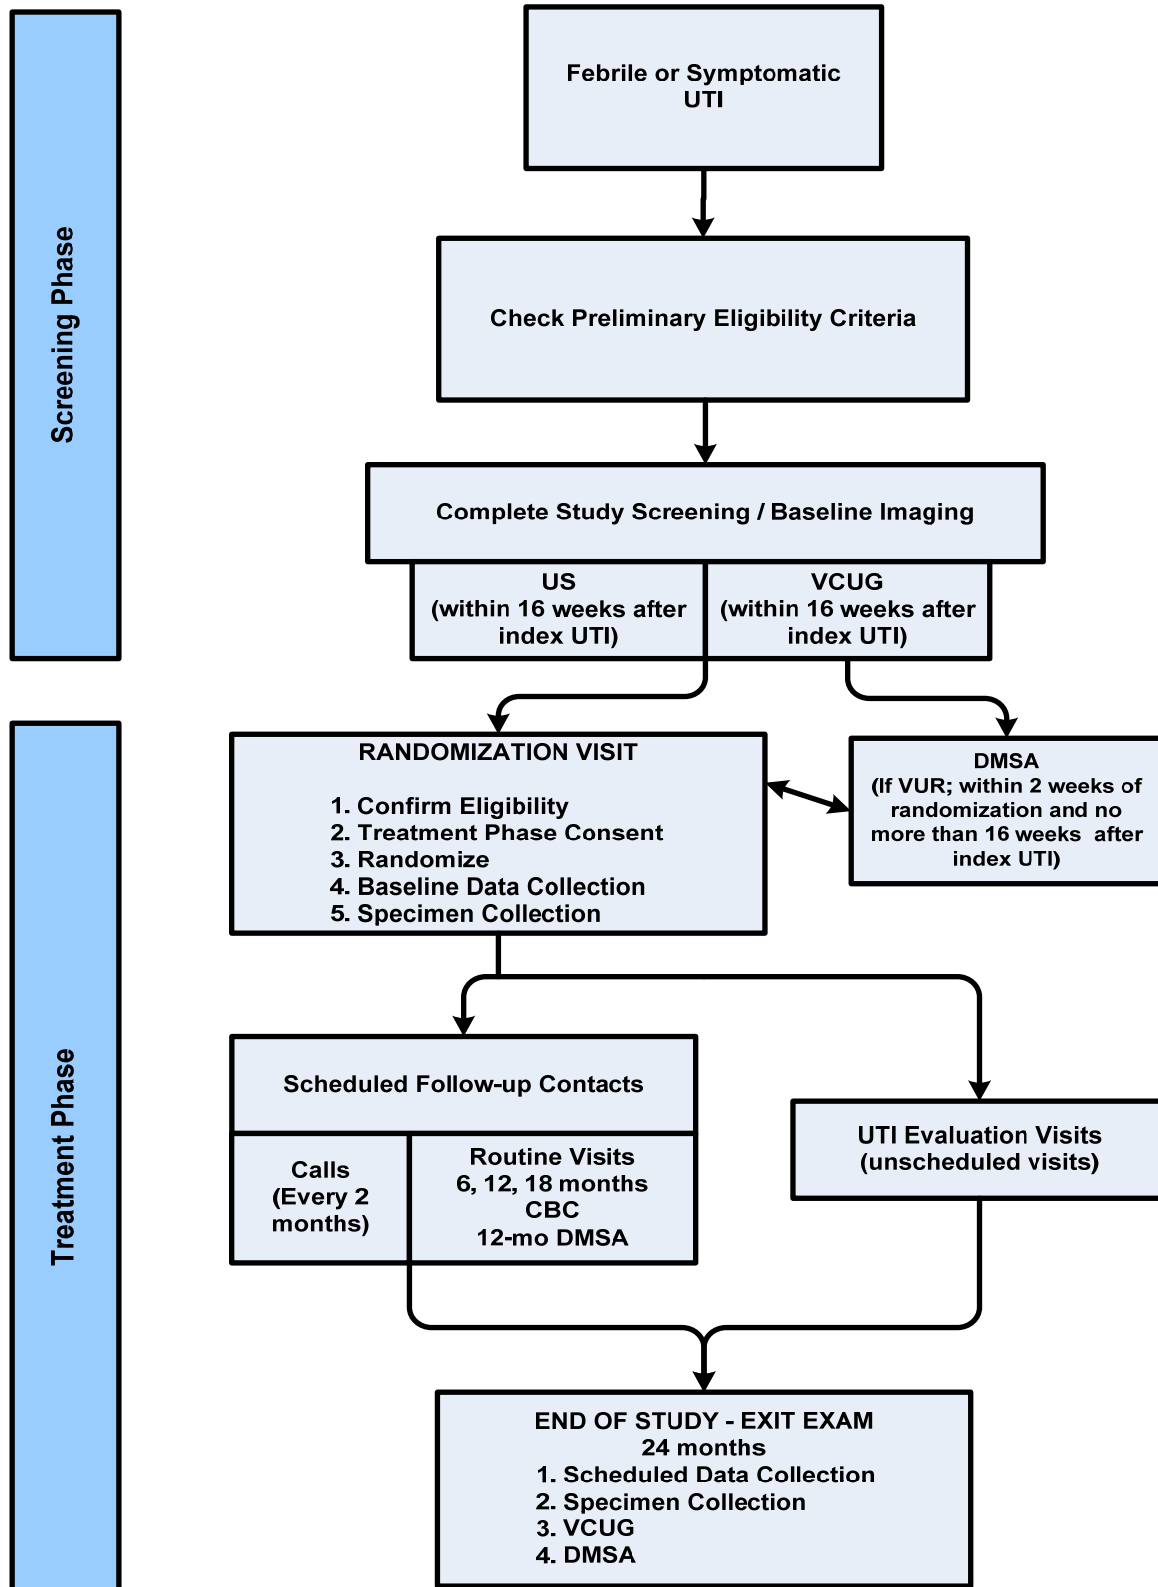 Screening Phase
Febrile or Symptomatic
UTI
Check Preliminary Eligibility Criteria
Complete Study Screening / Baseline Imaging
US
(within 16 weeks after
index UTI)
VCUG
(within 16 weeks after
index UTI)
Treatment Phase
RANDOMIZATION VISIT
1. Confirm Eligibility
2. Treatment Phase Consent
3. Randomize
4. Baseline Data Collection
5. Specimen Collection
DMSA
(If VUR; within 2 weeks of
randomization and no
more than 16 weeks after
index UTI)
Scheduled Follow-up Contacts
Calls
(Every 2
months)
Routine Visits
6, 12, 18 months
CBC
12-mo DMSA
UTI Evaluation Visits
(unscheduled visits)
END OF STUDY - EXIT EXAM
24 months
1. Scheduled Data Collection
2. Specimen Collection
3. VCUG
4. DMSA